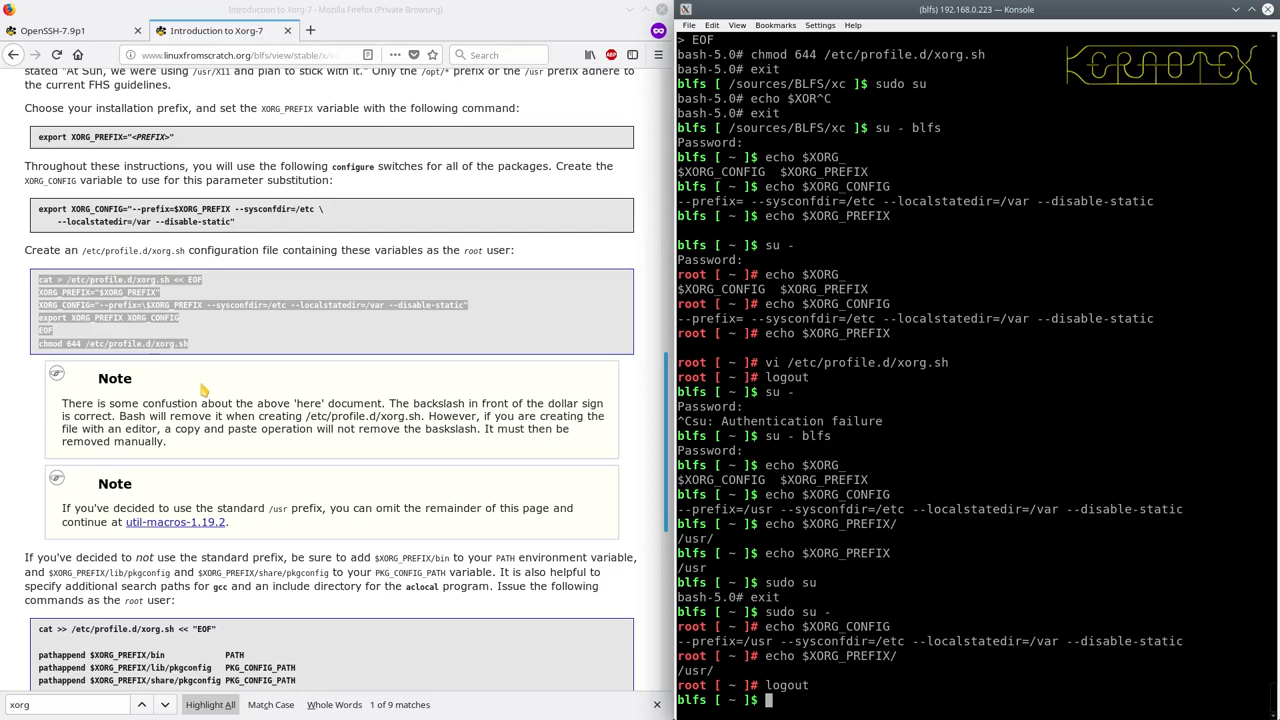 Introduction to Xorg-7 - Mozilla Firefox (Private Browsing)
OpenSSH-7.9p1
Introduction to Xorg-7
www.linuxfromscratch.org/blfs/view/stable/x/
Search
stated "At Sun, we were using /usr/X11 and plan to stick with it." Only the /opt/* prefix or the /usr prefix adhere to
the current FHS guidelines.
Choose your installation prefix, and set the XORG_PREFIX variable with the following command:
export XORG_PREFIX="<PREFIX>"
Throughout these instructions, you will use the following configure switches for all of the packages. Create the
XORG_CONFIG variable to use for this parameter substitution:
export XORG_CONFIG="--prefix=$XORG_PREFIX --sysconfdir=/etc \
--localstatedir=/var --disable-static"
Create an /etc/profile.d/xorg.sh configuration file containing these variables as the root user:
cat > /etc/profile.d/xorg.sh << EOF
XORG_PREFIX="$XORG_PREFIX"
XORG_CONFIG="--prefix=\$XORG_PREFIX --sysconfdir=/etc --localstatedir=/var --disable-static"
export XORG_PREFIX XORG_CONFIG
EOF
chmod 644 /etc/profile.d/xorg.sh
Note
There is some confustion about the above 'here' document. The backslash in front of the dollar sign
is correct. Bash will remove it when creating /etc/profile.d/xorg.sh. However, if you are creating the
file with an editor, a copy and paste operation will not remove the bakskslash. It must then be
removed manually.
Note
If you've decided to use the standard /usr prefix, you can omit the remainder of this page and
continue at util-macros-1.19.2.
If you've decided to not use the standard prefix, be sure to add $XORG_PREFIX/bin to your PATH environment variable,
and $XORG_PREFIX/lib/pkgconfig and $XORG_PREFIX/share/pkgconfig to your PKG_CONFIG_PATH variable. It is also helpful to
specify additional search paths for gcc and an include directory for the aclocal program. Issue the following
commands as the root user:
cat >> /etc/profile.d/xorg.sh << "EOF"
pathappend $XORG_PREFIX/bin PATH
pathappend $XORG_PREFIX/lib/pkgconfig PKG_CONFIG_PATH
pathappend $XORG_PREFIX/share/pkgconfig PKG_CONFIG_PATH
xorg
Highlight All
Match Case
Whole Words
1 of 9 matches
(blfs) 192.168.0.223 — Konsole
File Edit View Bookmarks Settings Help
KERAOTEX
> EOF
bash-5.0# chmod 644 /etc/profile.d/xorg.sh
bash-5.0# exit
blfs [ /sources/BLFS/xc ]$ sudo su
bash-5.0# echo $XOR^C
bash-5.0# exit
blfs [ /sources/BLFS/xc ]$ su - blfs
Password:
blfs [ ~ ]$ echo $XORG_
$XORG_CONFIG $XORG_PREFIX
blfs [ ~ ]$ echo $XORG_CONFIG
--prefix= --sysconfdir=/etc --localstatedir=/var --disable-static
blfs [ ~ ]$ echo $XORG_PREFIX
blfs [ ~ ]$ su -
Password:
root [ ~ ]# echo $XORG
$XORG_CONFIG $XORG_PREFIX
root [ ~ ]# echo $XORG_CONFIG
--prefix= --sysconfdir=/etc --localstatedir=/var --disable-static
root [ ~ ]# echo $XORG_PREFIX
root [ ~ ]# vi /etc/profile.d/xorg.sh
root [ ~ ]# logout
blfs [ ~ ]$ su -
Password:
^Csu: Authentication failure
blfs [ ~ ]$ su - blfs
Password:
blfs [ ~ ]$ echo $XORG_
$XORG_CONFIG $XORG_PREFIX
blfs [ ~ ]$ echo $XORG_CONFIG
--prefix=/usr --sysconfdir=/etc --localstatedir=/var --disable-static
blfs [ ~ ]$ echo $XORG_PREFIX/
/usr/
blfs [ ~ ]$ echo $XORG_PREFIX
/usr
blfs [ ~ ]$ sudo su
bash-5.0# exit
blfs [ ~ ]$ sudo su -
root [ ~ ]# echo $XORG_CONFIG
--prefix=/usr --sysconfdir=/etc --localstatedir=/var --disable-static
root [ ~ ]# echo $XORG_PREFIX/
/usr/
root [ ~ ]# logout
blfs [ ~ ]$